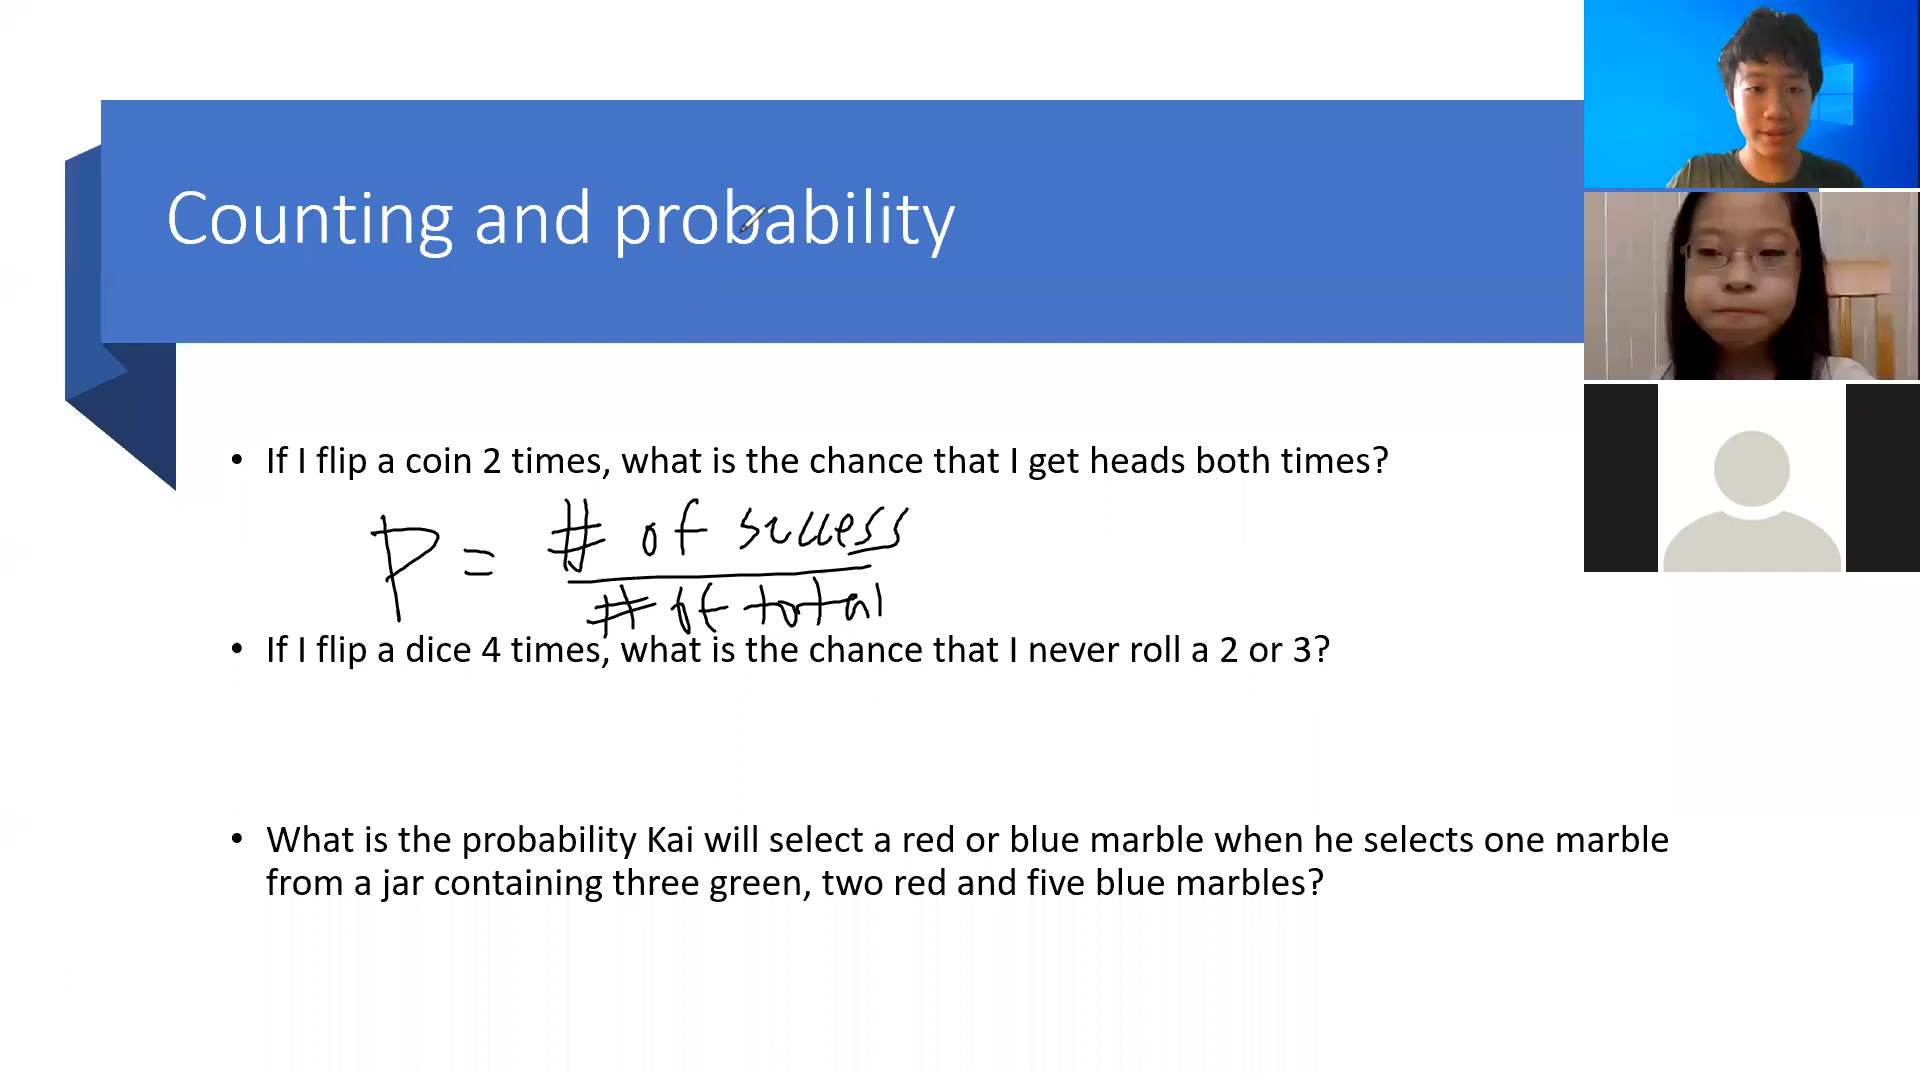 Counting and probability
• If I flip a coin 2 times, what is the chance that I get heads both times?
P = # of success
# of total
• If I flip a dice 4 times, what is the chance that I never roll a 2 or 3?
• What is the probability Kai will select a red or blue marble when he selects one marble
from a jar containing three green, two red and five blue marbles?